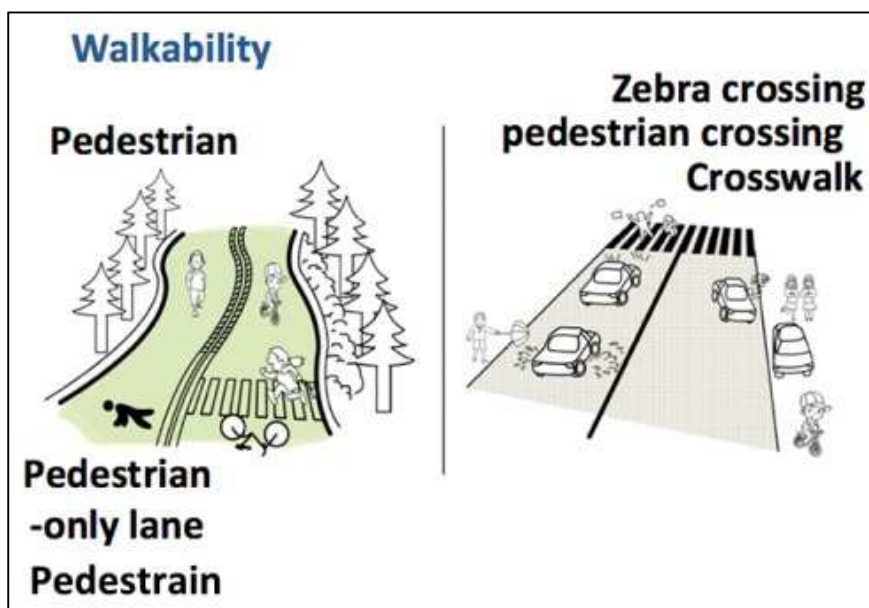 Walkability
Pedestrian
Pedestrian
-only lane
Pedestrain
Zebra crossing
pedestrian crossing
Crosswalk